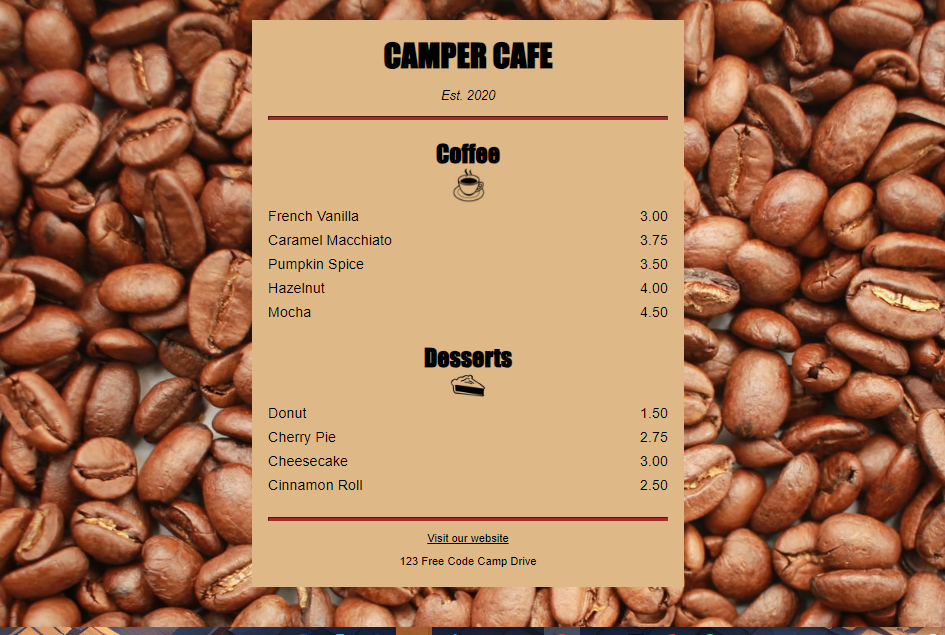 CAMPER CAFE
Est. 2020
Coffee
French Vanilla 3.00
Caramel Macchiato 3.75
Pumpkin Spice 3.50
Hazelnut 4.00
Mocha 4.50
Desserts
Donut 1.50
Cherry Pie 2.75
Cheesecake 3.00
Cinnamon Roll 2.50
Visit our website
123 Free Code Camp Drive